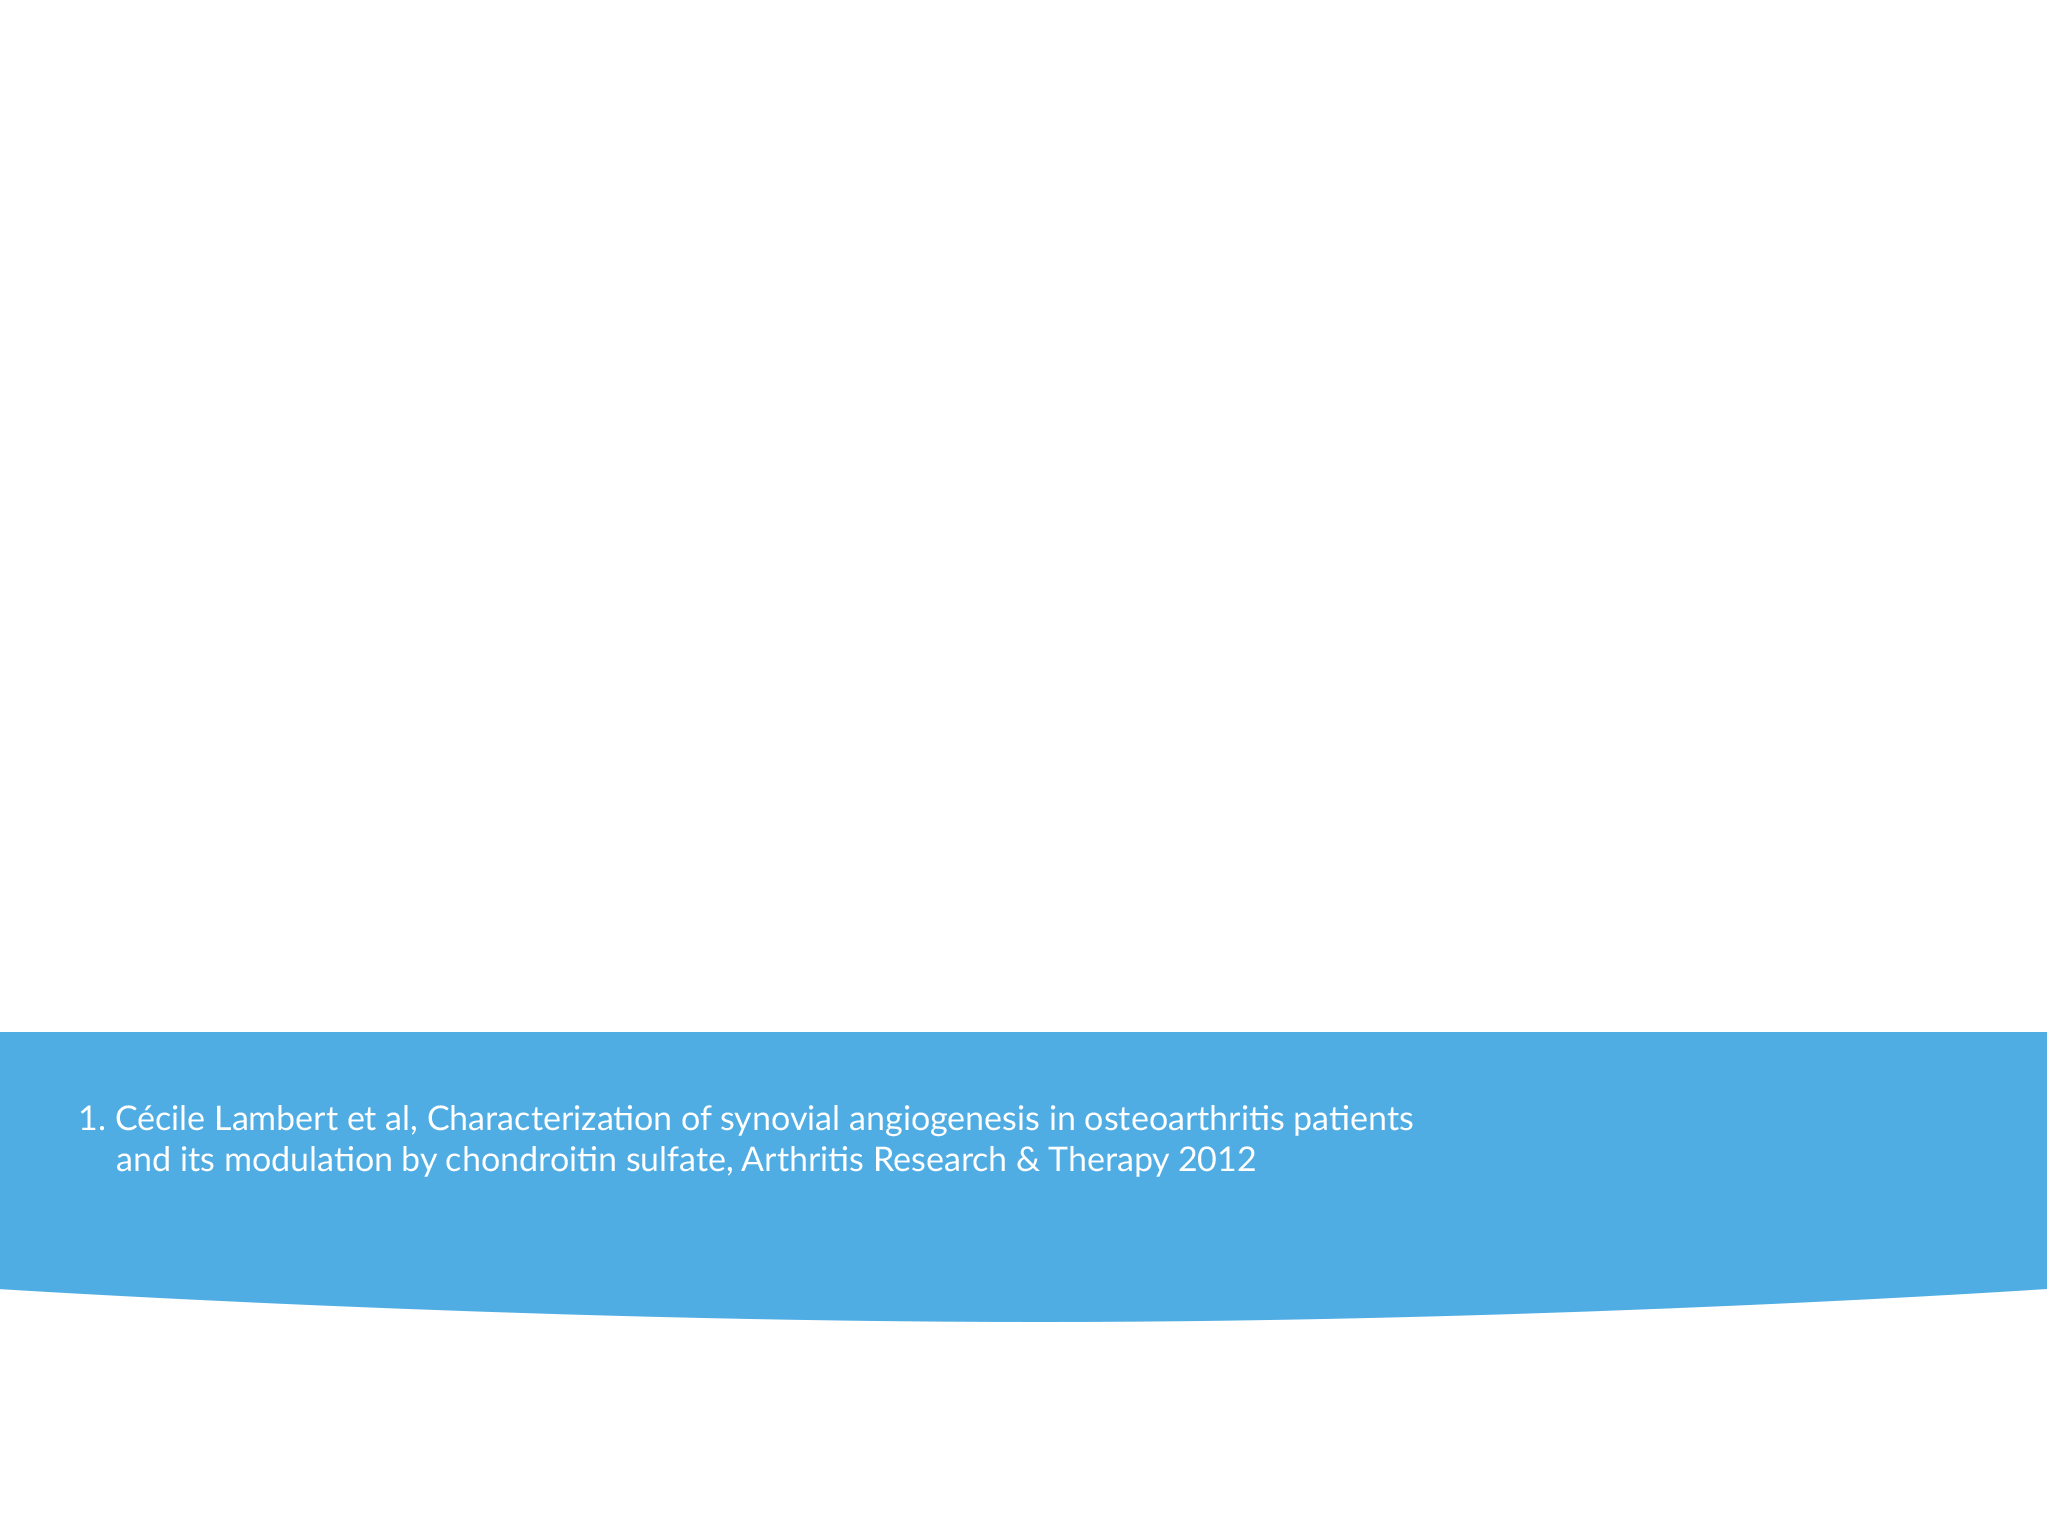 1. Cécile Lambert et al, Characterization of synovial angiogenesis in osteoarthritis patients
and its modulation by chondroitin sulfate, Arthritis Research & Therapy 2012